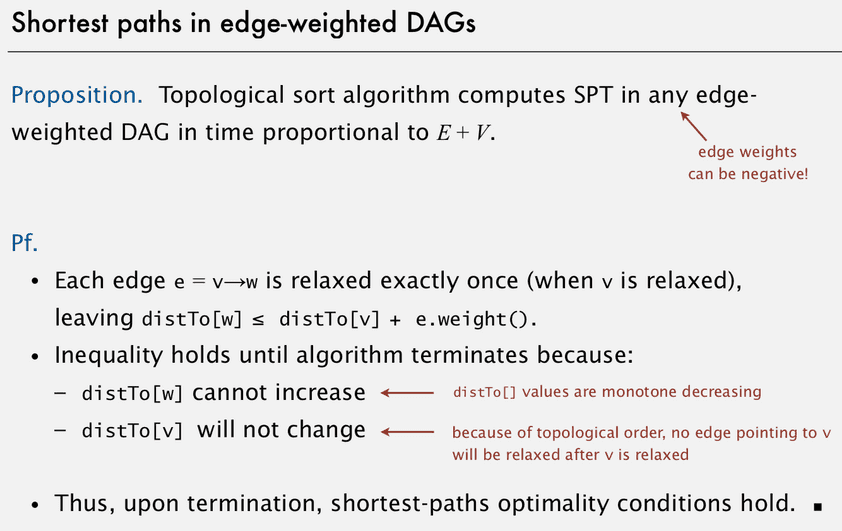 Shortest paths in edge-weighted DAGs
Proposition. Topological sort algorithm computes SPT in any edge-
weighted DAG in time proportional to E + V.
edge weights
can be negative!
Pf.
• Each edge e = v→w is relaxed exactly once (when v is relaxed),
leaving distTo[w] ≤ distTo[v] + e.weight().
• Inequality holds until algorithm terminates because:
– distTo[w] cannot increase
distTo[] values are monotone decreasing
– distTo[v] will not change
because of topological order, no edge pointing to v
will be relaxed after v is relaxed
• Thus, upon termination, shortest-paths optimality conditions hold. ■